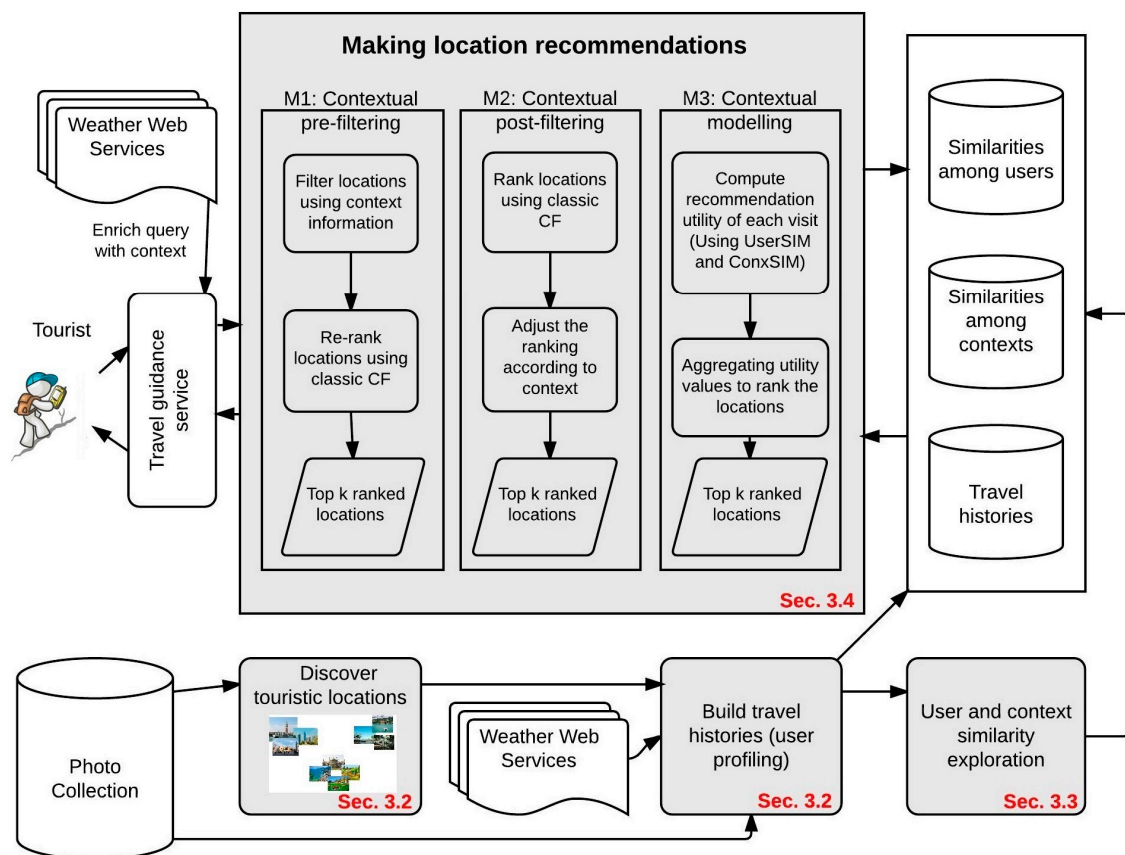 Making location recommendations
M1: Contextual
pre-filtering
Filter locations
using context
information
Re-rank
locations using
classic CF
Top k ranked
locations
M2: Contextual
post-filtering
Rank locations
using classic
CF
Adjust the
ranking
according to
context
Top k ranked
locations
M3: Contextual
modelling
Compute
recommendation
utility of each visit
(Using UserSIM
and ConxSIM)
Aggregating utility
values to rank the
locations
Top k ranked
locations
Sec. 3.4
Weather Web
Services
Enrich query
with context
Tourist
Travel guidance
service
Similarities
among users
Similarities
among
contexts
Travel
histories
Photo
Collection
Discover
touristic locations
Sec. 3.2
Weather Web
Services
Build travel
histories (user
profiling)
Sec. 3.2
User and context
similarity
exploration
Sec. 3.3